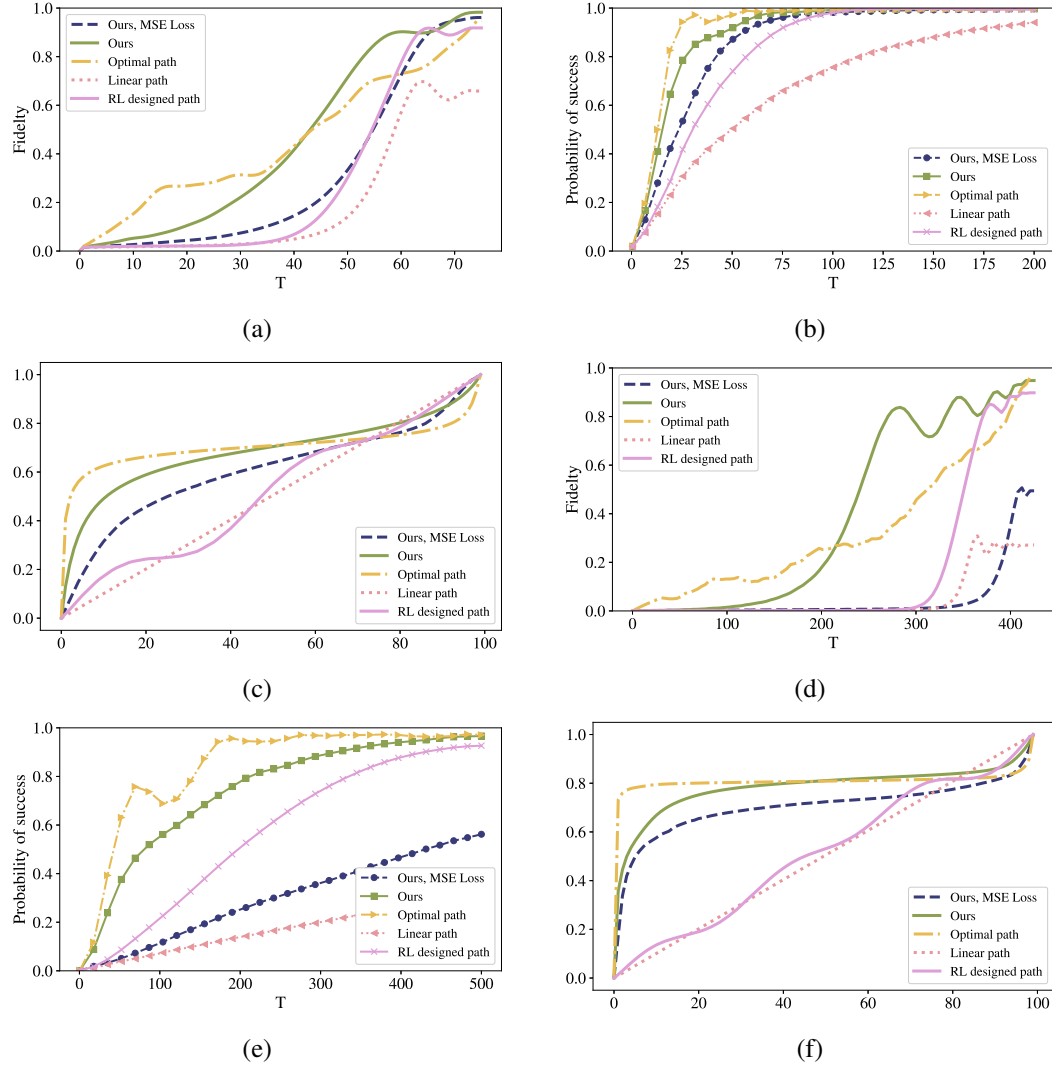 1.0
0.8
0.6
0.4
0.2
0.0
Fidelty
0 10 20 30 40 50 60 70
T
Ours, MSE Loss
Ours
Optimal path
Linear path
RL designed path
(a)
1.0
0.8
0.6
0.4
0.2
0.0
Probability of success
0 25 50 75 100 125 150 175 200
T
Ours, MSE Loss
Ours
Optimal path
Linear path
RL designed path
(b)
1.0
0.8
0.6
0.4
0.2
0.0
0 20 40 60 80 100
Ours, MSE Loss
Ours
Optimal path
Linear path
RL designed path
(c)
1.0
0.8
0.6
0.4
0.2
0.0
Fidelty
0 100 200 300 400
T
Ours, MSE Loss
Ours
Optimal path
Linear path
RL designed path
(d)
1.0
0.8
0.6
0.4
0.2
0.0
Probability of success
0 100 200 300 400 500
T
Ours, MSE Loss
Ours
Optimal path
Linear path
RL designed path
(e)
1.0
0.8
0.6
0.4
0.2
0.0
0 20 40 60 80 100
Ours, MSE Loss
Ours
Optimal path
Linear path
RL designed path
(f)